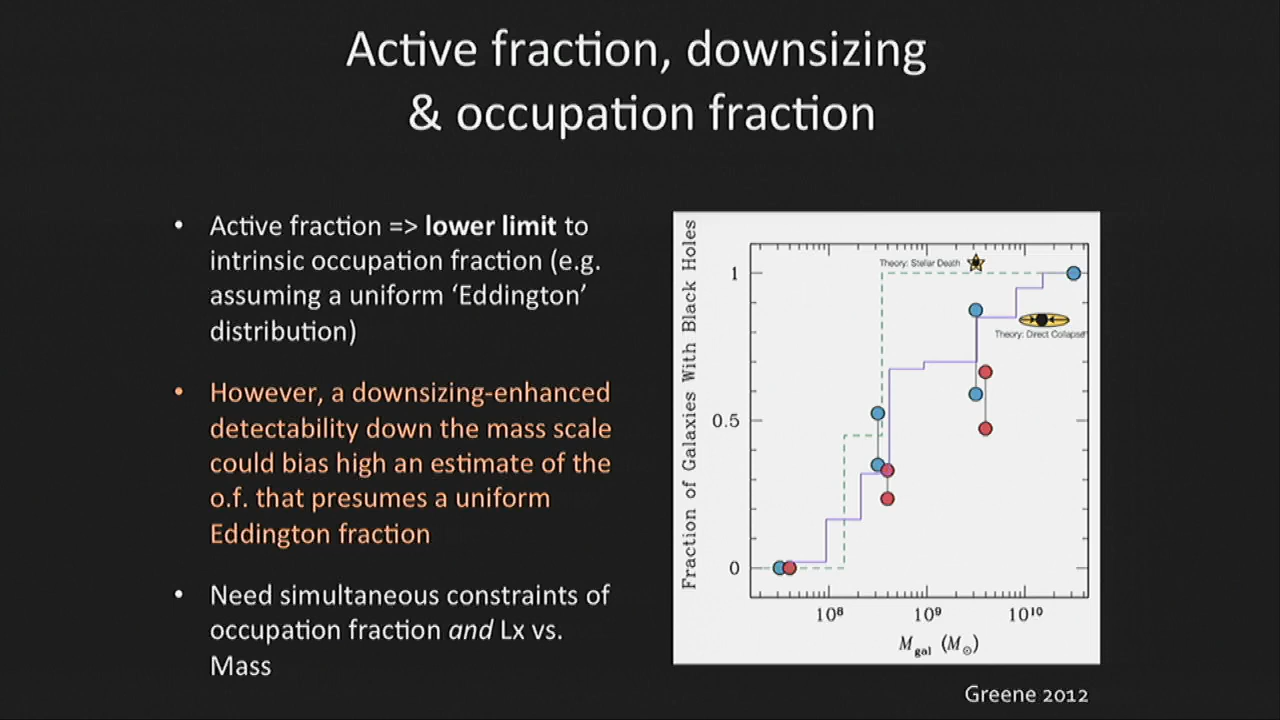 Active fraction, downsizing
& occupation fraction
• Active fraction => lower limit to
intrinsic occupation fraction (e.g.
assuming a uniform ‘Eddington’
distribution)
• However, a downsizing-enhanced
detectability down the mass scale
could bias high an estimate of the
o.f. that presumes a uniform
Eddington fraction
• Need simultaneous constraints of
occupation fraction and Lx vs.
Mass
Fraction of Galaxies With Black Holes
Theory: Stellar Death
Theory: Direct Collapse
1
0.5
0
10⁸ 10⁹ 10¹⁰
M_gal (M_⊙)
Greene 2012